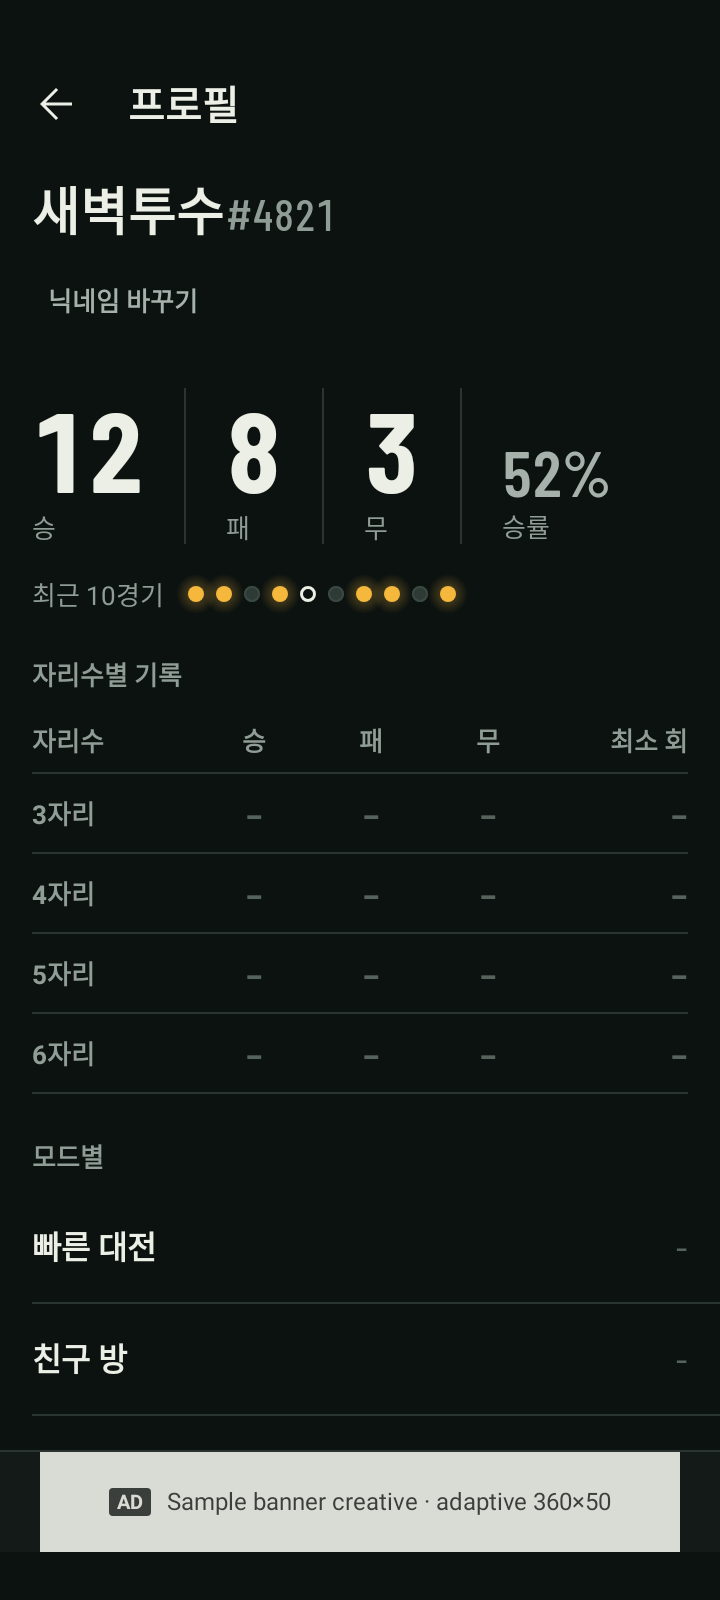 프로필
새벽투수#4821
닉네임 바꾸기
12 8 3 52%
승 패 무 승률
최근 10경기
자리수별 기록
자리수 승 패 무 최소 회
3자리 – – – –
4자리 – – – –
5자리 – – – –
6자리 – – – –
모드별
빠른 대전 -
친구 방 -
AD Sample banner creative · adaptive 360×50